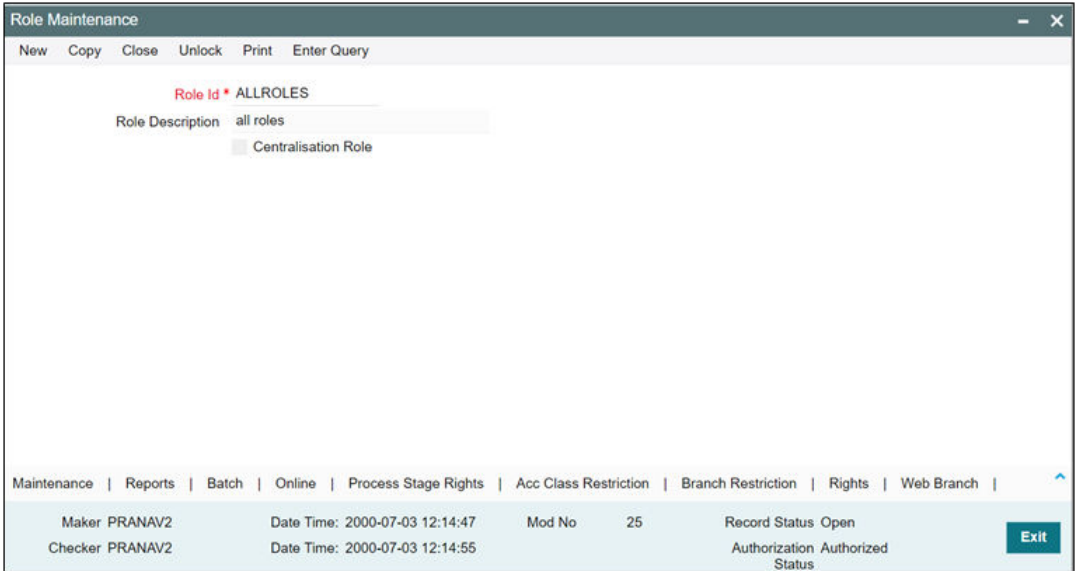 Role Maintenance
New Copy Close Unlock Print Enter Query
Role Id * ALLROLES
Role Description all roles
Centralisation Role
Maintenance | Reports | Batch | Online | Process Stage Rights | Acc Class Restriction | Branch Restriction | Rights | Web Branch |
Maker PRANAV2 Date Time: 2000-07-03 12:14:47 Mod No 25 Record Status Open
Checker PRANAV2 Date Time: 2000-07-03 12:14:55 Authorization Status Authorized
Exit